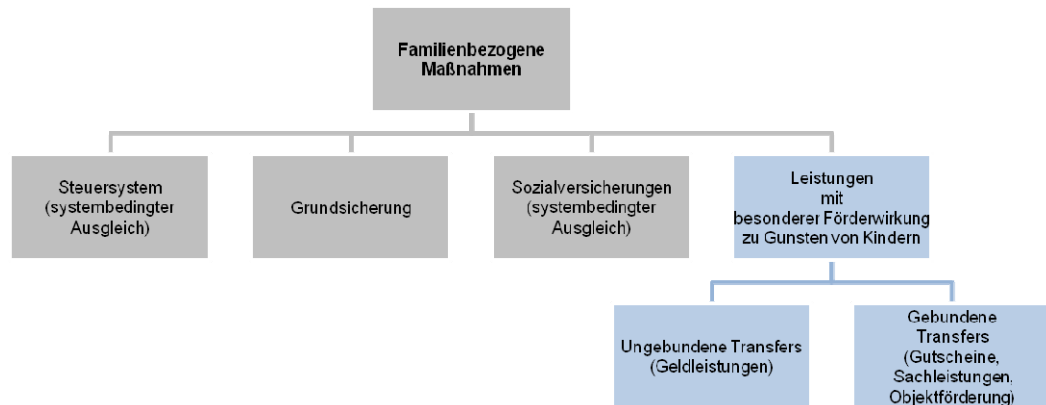 Familienbezogene
Maßnahmen
Steuersystem
(systembedingter
Ausgleich)
Grundsicherung
Sozialversicherungen
(systembedingter
Ausgleich)
Leistungen
mit
besonderer Förderwirkung
zu Gunsten von Kindern
Ungebundene Transfers
(Geldleistungen)
Gebundene
Transfers
(Gutscheine,
Sachleistungen,
Objektförderung)